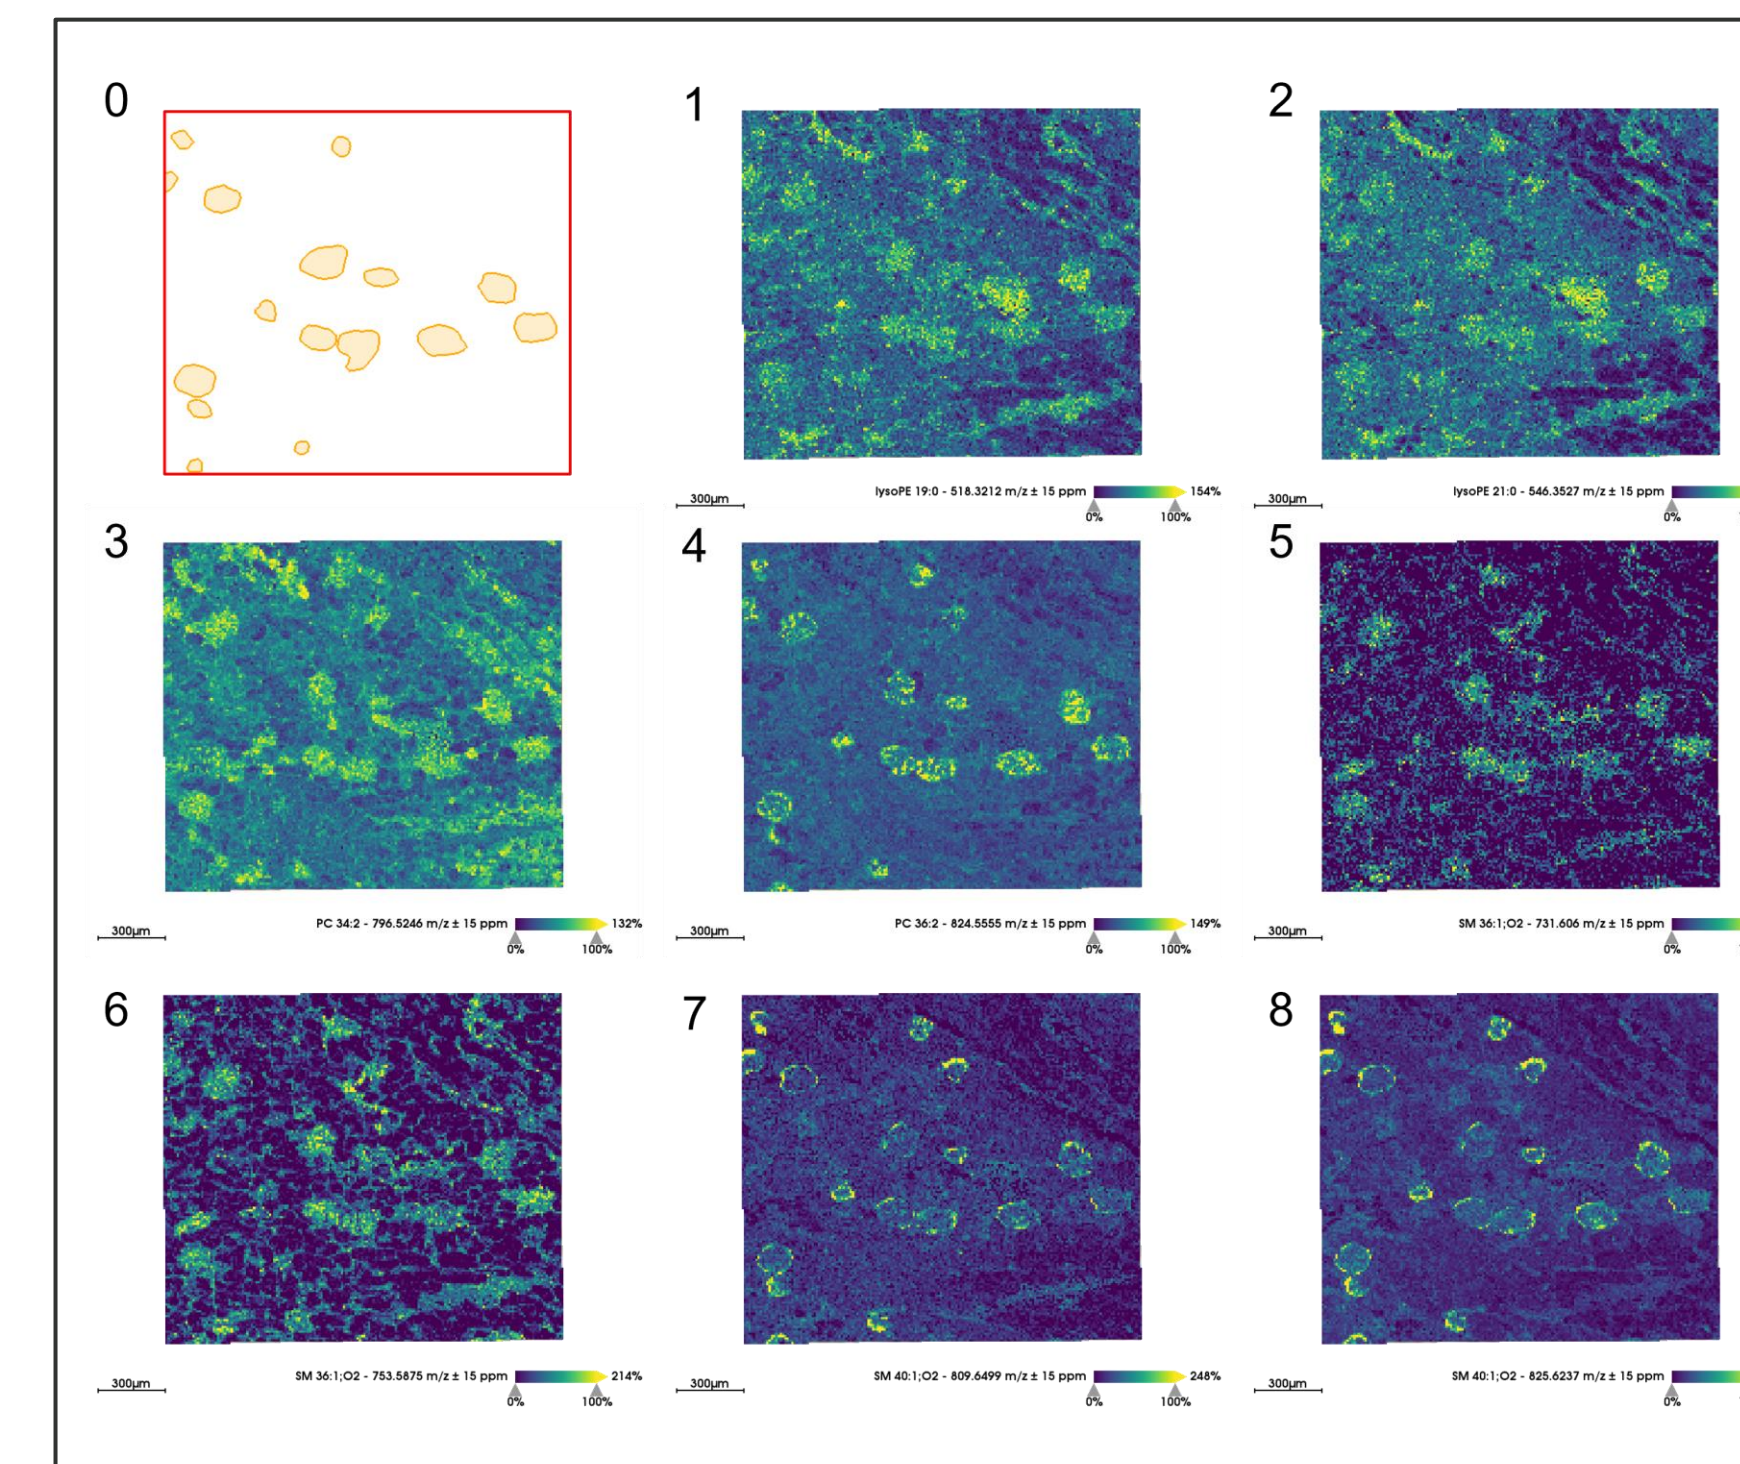 0
1
2
lysoPE 19:0 - 518.3212 m/z ± 15 ppm
154%
300µm
0%
100%
lysoPE 21:0 - 546.3527 m/z ± 15 ppm
300µm
0%
3
4
5
PC 34:2 - 796.5246 m/z ± 15 ppm
132%
300µm
0%
100%
PC 36:2 - 824.5555 m/z ± 15 ppm
149%
300µm
0%
100%
SM 36:1;O2 - 731.606 m/z ± 15 ppm
300µm
0%
6
7
8
SM 36:1;O2 - 753.5875 m/z ± 15 ppm
214%
300µm
0%
100%
SM 40:1;O2 - 809.6499 m/z ± 15 ppm
248%
300µm
0%
100%
SM 40:1;O2 - 825.6237 m/z ± 15 ppm
300µm
0%